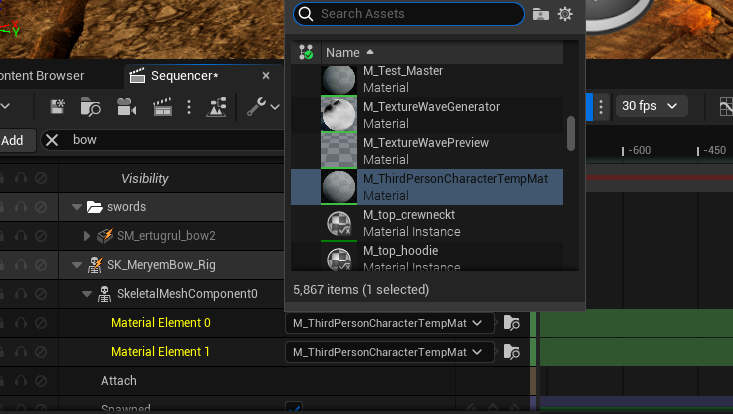 Y
Search Assets
Name
M_Test_Master
Material
ontent Browser
Sequencer*
M_TextureWaveGenerator
Material
30 fps
Add
bow
M_TextureWavePreview
Material
-600
-450
Visibility
M_ThirdPersonCharacterTempMat
Material
swords
M_top_crewneckt
Material Instance
SM_ertugrul_bow2
M_top_hoodie
Material Instance
SK_MeryemBow_Rig
5,867 items (1 selected)
SkeletalMeshComponent0
Material Element 0
M_ThirdPersonCharacterTempMat
Material Element 1
M_ThirdPersonCharacterTempMat
Attach
Spawned